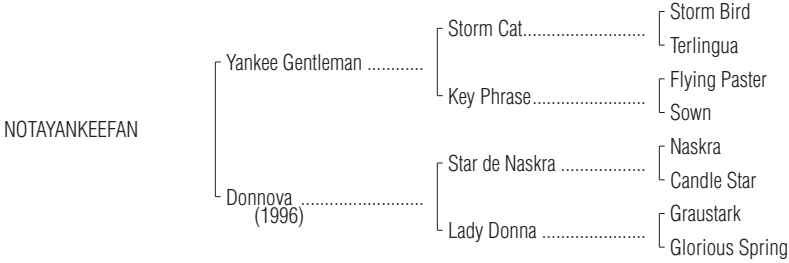 Storm Bird
Storm Cat..........................
Terlingua
Yankee Gentleman ............
Flying Paster
Key Phrase........................
Sown
NOTAYANKEEFAN
Naskra
Star de Naskra ..................
Candle Star
Donnova ..........................
(1996)
Graustark
Lady Donna ......................
Glorious Spring